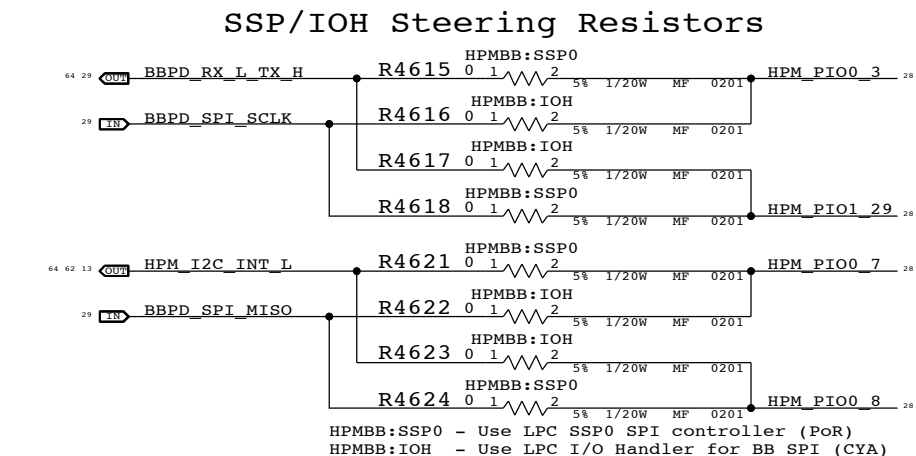 SSP/IOH Steering Resistors
HPMBB:SSP0
64 29 OUT BBPD_RX_L_TX_H R4615 0 1 2 HPM_PIO0_3 28
5% 1/20W MF 0201
HPMBB:IOH
29 IN BBPD_SPI_SCLK R4616 0 1 2
5% 1/20W MF 0201
HPMBB:IOH
R4617 0 1 2
5% 1/20W MF 0201
HPMBB:SSP0
R4618 0 1 2 HPM_PIO1_29 28
5% 1/20W MF 0201
HPMBB:SSP0
64 62 13 OUT HPM_I2C_INT_L R4621 0 1 2 HPM_PIO0_7 28
5% 1/20W MF 0201
HPMBB:IOH
29 IN BBPD_SPI_MISO R4622 0 1 2
5% 1/20W MF 0201
HPMBB:IOH
R4623 0 1 2
5% 1/20W MF 0201
HPMBB:SSP0
R4624 0 1 2 HPM_PIO0_8 28
5% 1/20W MF 0201
HPMBB:SSP0 - Use LPC SSP0 SPI controller (PoR)
HPMBB:IOH - Use LPC I/O Handler for BB SPI (CYA)